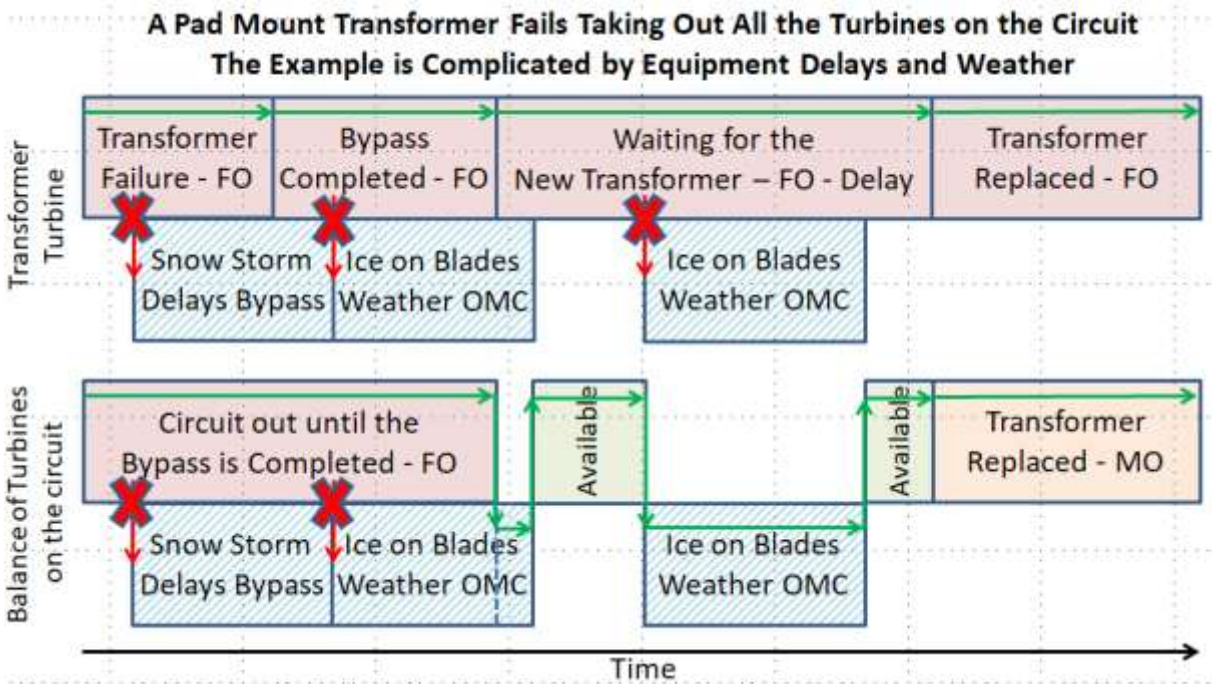 A Pad Mount Transformer Fails Taking Out All the Turbines on the Circuit
The Example is Complicated by Equipment Delays and Weather
Transformer
Turbine
Transformer
Failure - FO
Bypass
Completed - FO
Waiting for the
New Transformer – FO - Delay
Transformer
Replaced - FO
Snow Storm
Delays Bypass
Ice on Blades
Weather OMC
Ice on Blades
Weather OMC
Balance of Turbines
on the circuit
Circuit out until the
Bypass is Completed - FO
Available
Available
Transformer
Replaced - MO
Snow Storm
Delays Bypass
Ice on Blades
Weather OMC
Ice on Blades
Weather OMC
Time